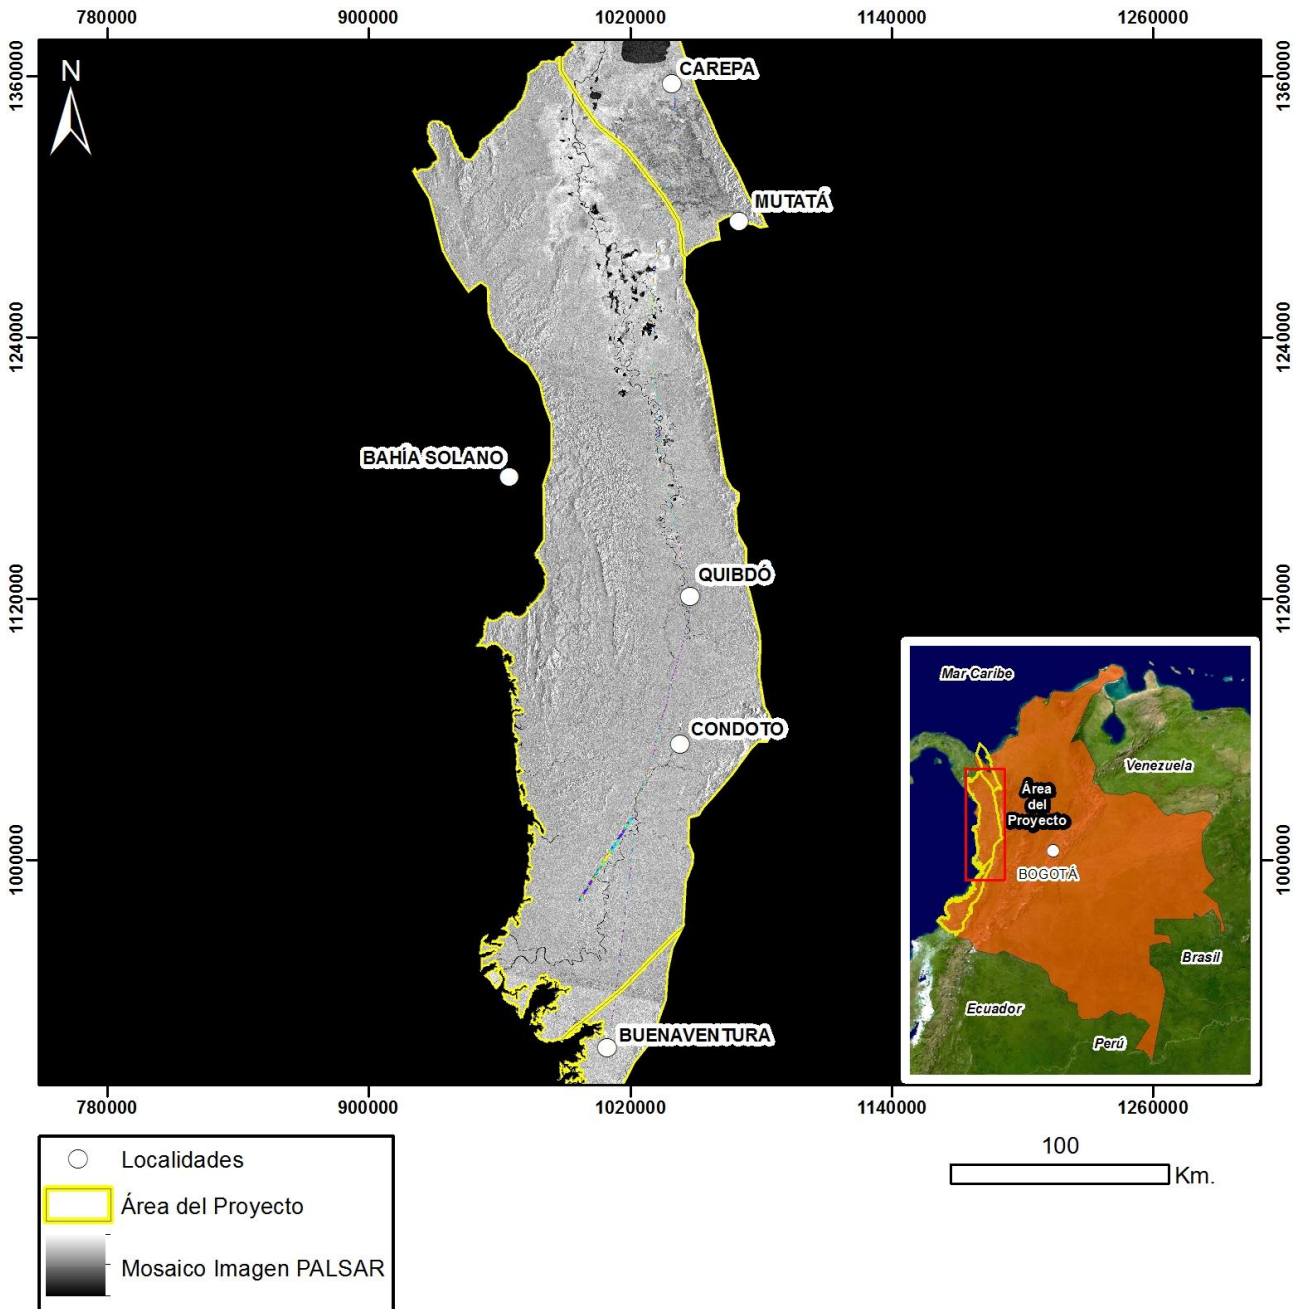 780000
900000
1020000
1140000
1260000
1360000
1360000
N
CAREPA
MUTATÁ
1240000
1240000
BAHÍA SOLANO
QUIBDÓ
1120000
1120000
CONDOTO
1000000
1000000
BUENAVENTURA
Mar Caribe
Venezuela
Área
del
Proyecto
BOGOTÁ
Brasil
Ecuador
Perú
780000
900000
1020000
1140000
1260000
Localidades
Área del Proyecto
Mosaico Imagen PALSAR
100
Km.